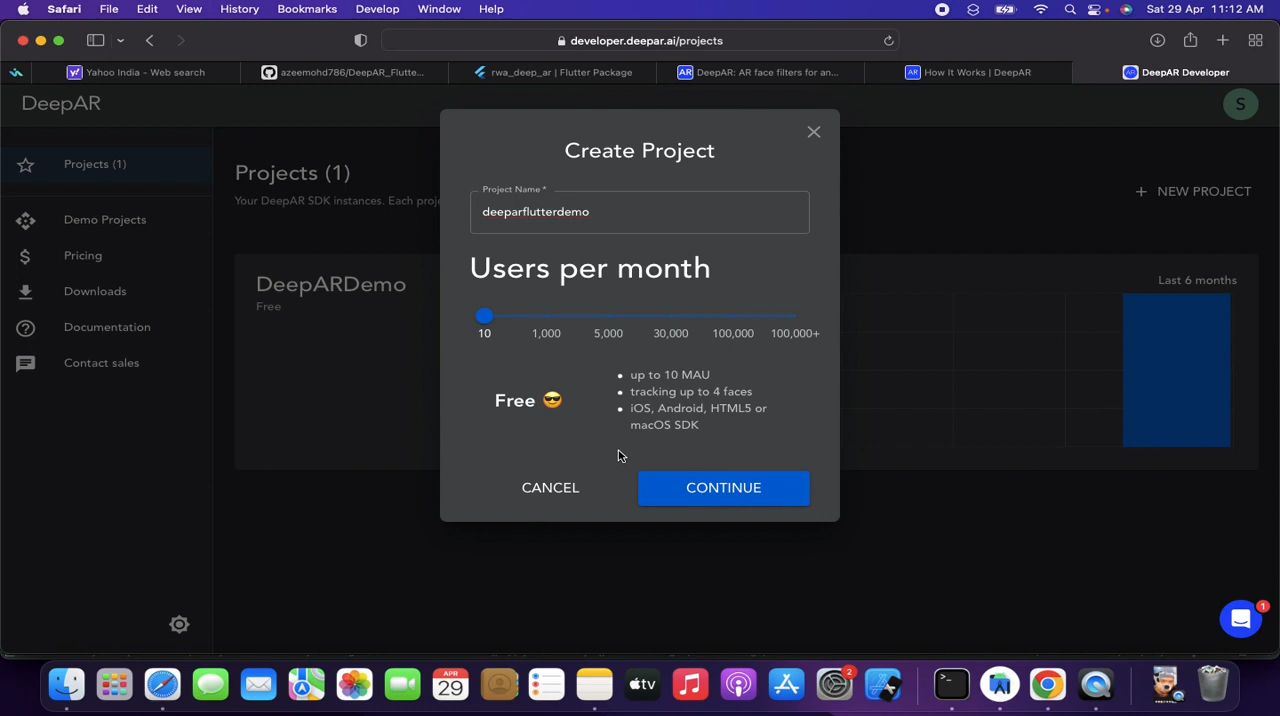 Safari File Edit View History Bookmarks Develop Window Help Sat 29 Apr 11:12 AM
developer.deepar.ai/projects
Yahoo India - Web search azeemohd786/DeepAR_Flutte... rwa_deep_ar | Flutter Package DeepAR: AR face filters for an... How It Works | DeepAR DeepAR Developer
DeepAR
S
Projects (1)
Demo Projects
Pricing
Downloads
Documentation
Contact sales
Projects (1)
Your DeepAR SDK instances. Each proj
+ NEW PROJECT
DeepARDemo
Free
Last 6 months
Create Project
Project Name *
deeparflutterdemo
Users per month
10 1,000 5,000 30,000 100,000 100,000+
Free 😎
• up to 10 MAU
• tracking up to 4 faces
• iOS, Android, HTML5 or
macOS SDK
CANCEL CONTINUE
1
APR
29
tv
2